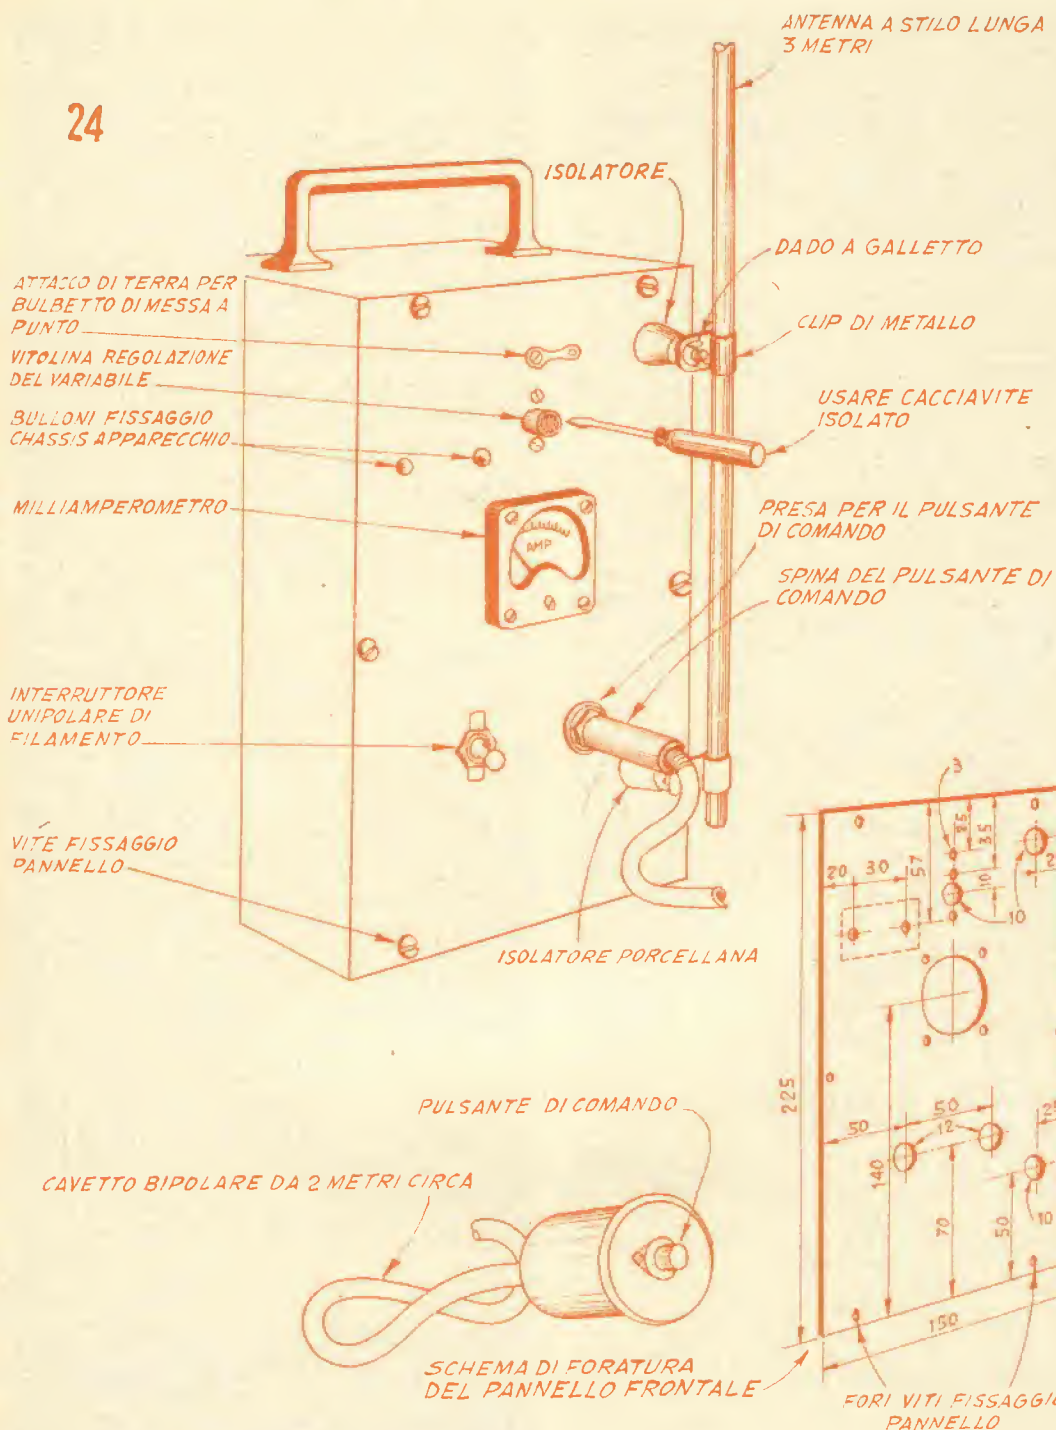 ANTENNA A STILO LUNGA
3 METRI
24
ISOLATORE
DADO A GALLETTO
ATTACCO DI TERRA PER
BULBETTO DI MESSA A
PUNTO
CLIP DI METALLO
VITOLINA REGOLAZIONE
DEL VARIABILE
USARE CACCIAVITE
ISOLATO
BULLONI FISSAGGIO
CHASSIS APPARECCHIO
MILLIAMPEROMETRO
AMP
PRESA PER IL PULSANTE
DI COMANDO
SPINA DEL PULSANTE DI
COMANDO
INTERRUTTORE
UNIPOLARE DI
FILAMENTO
VITE FISSAGGIO
PANNELLO
ISOLATORE PORCELLANA
3
25
35
57
20
30
10
10
225
50
50
12
25
140
70
50
10
150
PULSANTE DI COMANDO
CAVETTO BIPOLARE DA 2 METRI CIRCA
SCHEMA DI FORATURA
DEL PANNELLO FRONTALE
FORI VITI FISSAGGIO
PANNELLO